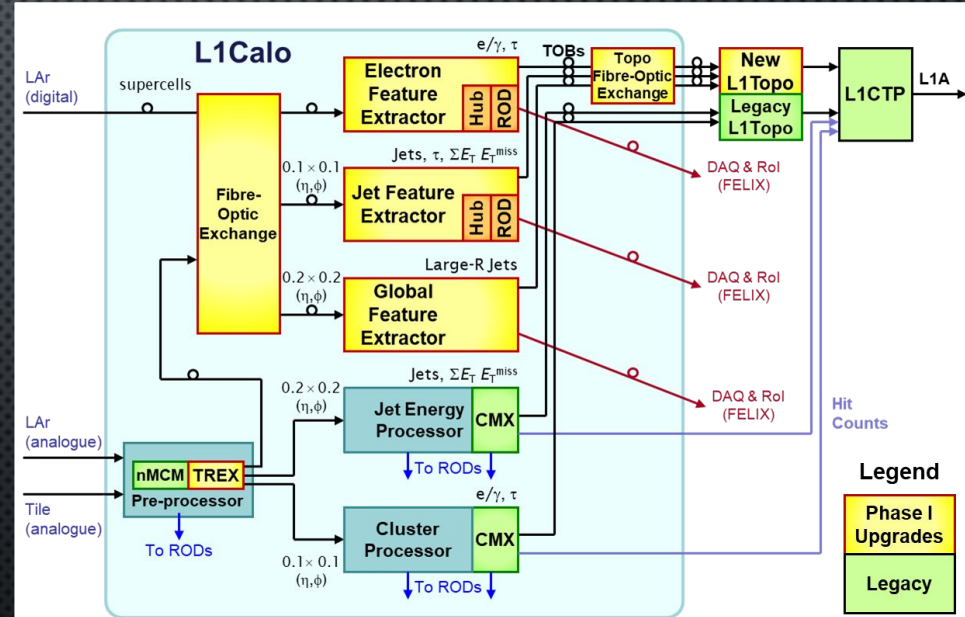 L1Calo
LAr
(digital)
supercells
Fibre-
Optic
Exchange
e/γ, τ
Electron
Feature
Extractor
Hub
ROD
TOBs
Topo
Fibre-Optic
Exchange
New
L1Topo
Legacy
L1Topo
L1CTP
L1A
DAQ & RoI
(FELIX)
0.1 × 0.1
(η,ϕ)
Jets, τ, ΣE_T E_T^miss
Jet Feature
Extractor
Hub
ROD
DAQ & RoI
(FELIX)
0.2 × 0.2
(η,ϕ)
Large-R Jets
Global
Feature
Extractor
DAQ & RoI
(FELIX)
Hit
Counts
LAr
(analogue)
Tile
(analogue)
nMCM
TREX
Pre-processor
To RODs
0.2 × 0.2
(η,ϕ)
Jets, ΣE_T E_T^miss
Jet Energy
Processor
CMX
To RODs
0.1 × 0.1
(η,ϕ)
e/γ, τ
Cluster
Processor
CMX
To RODs
Legend
Phase I
Upgrades
Legacy